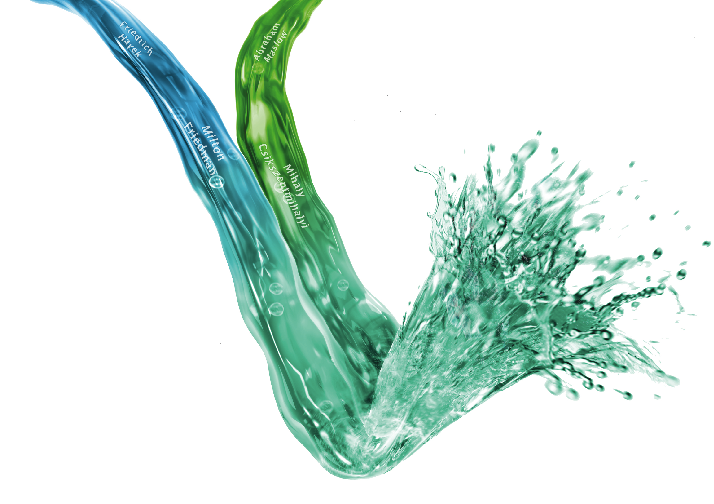 Friedrich
Hayek
Milton
Friedman
Abraham
Maslow
Mihaly
Csikszentmihalyi